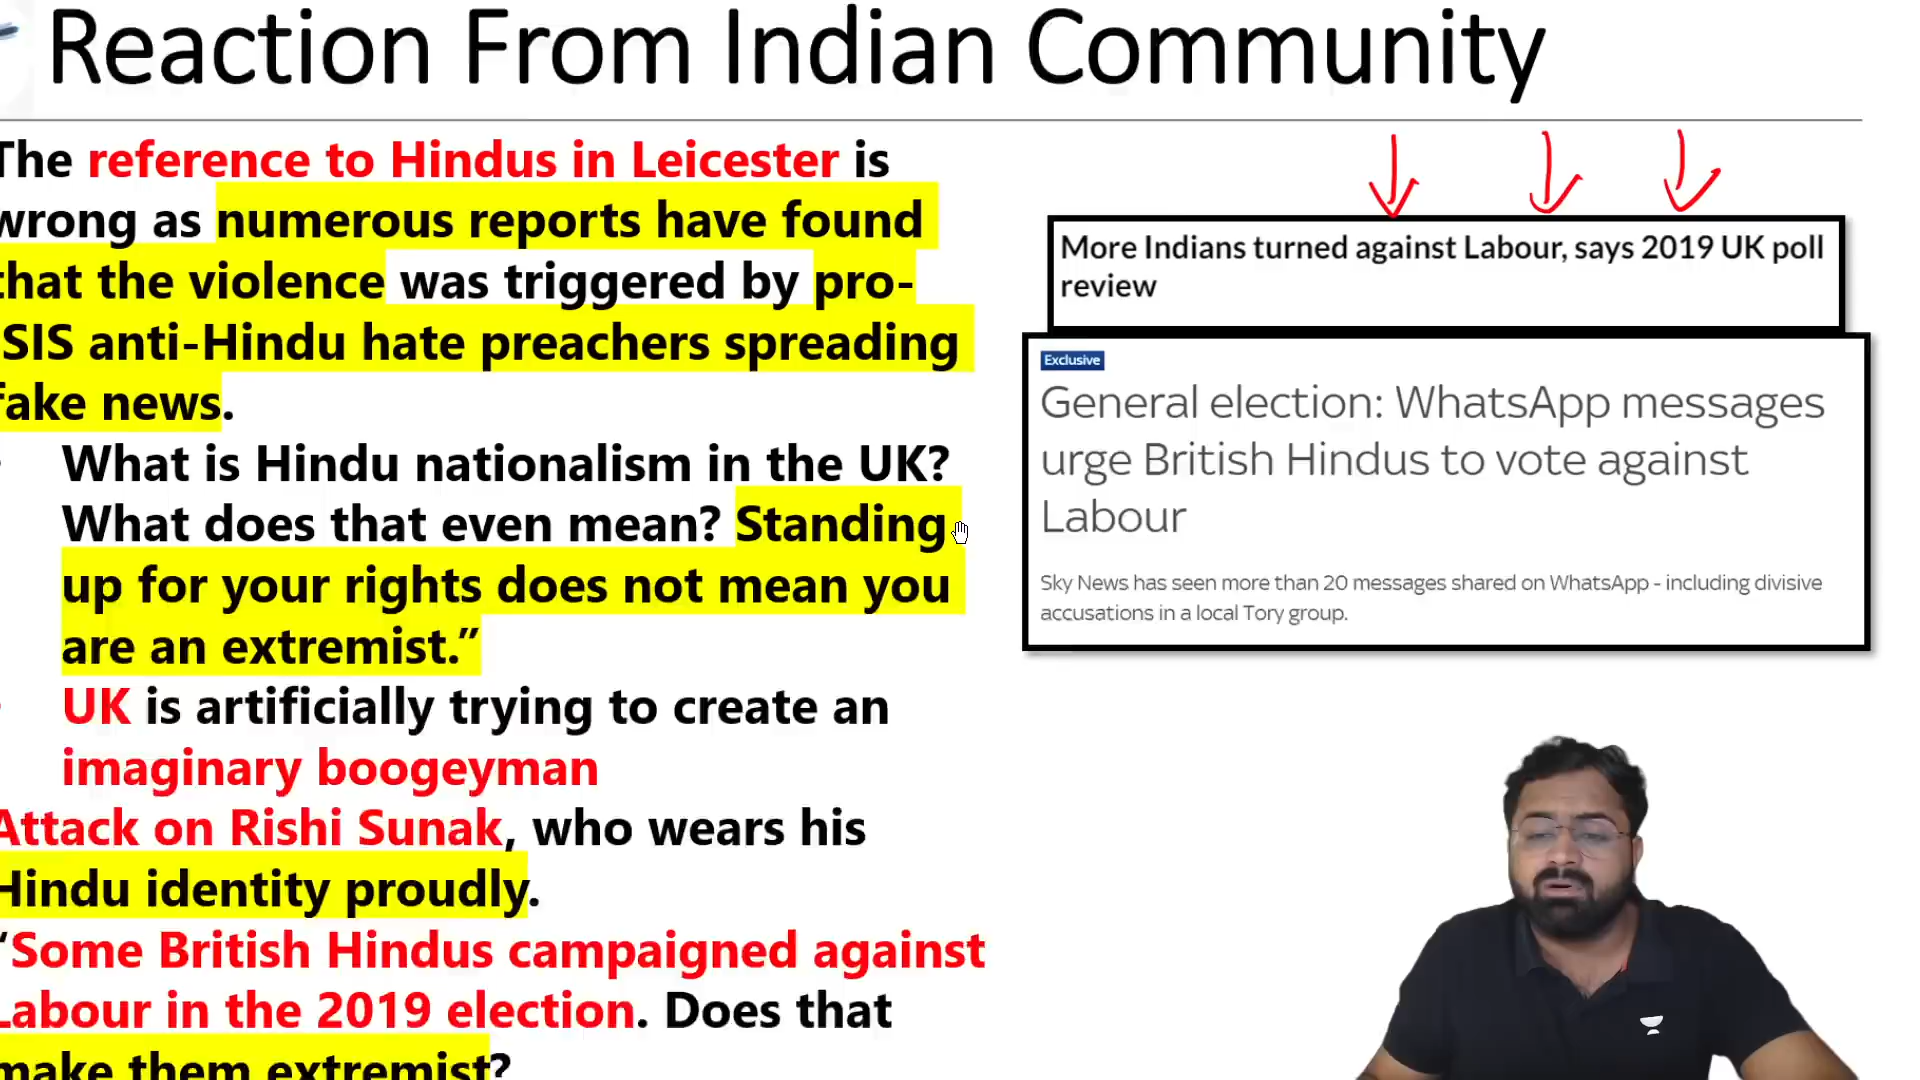 Reaction From Indian Community
The reference to Hindus in Leicester is
wrong as numerous reports have found
that the violence was triggered by pro-
ISIS anti-Hindu hate preachers spreading
fake news.
What is Hindu nationalism in the UK?
What does that even mean? Standing
up for your rights does not mean you
are an extremist.”
UK is artificially trying to create an
imaginary boogeyman
Attack on Rishi Sunak, who wears his
Hindu identity proudly.
“Some British Hindus campaigned against
Labour in the 2019 election. Does that
make them extremist?
More Indians turned against Labour, says 2019 UK poll
review
Exclusive
General election: WhatsApp messages
urge British Hindus to vote against
Labour
Sky News has seen more than 20 messages shared on WhatsApp - including divisive
accusations in a local Tory group.